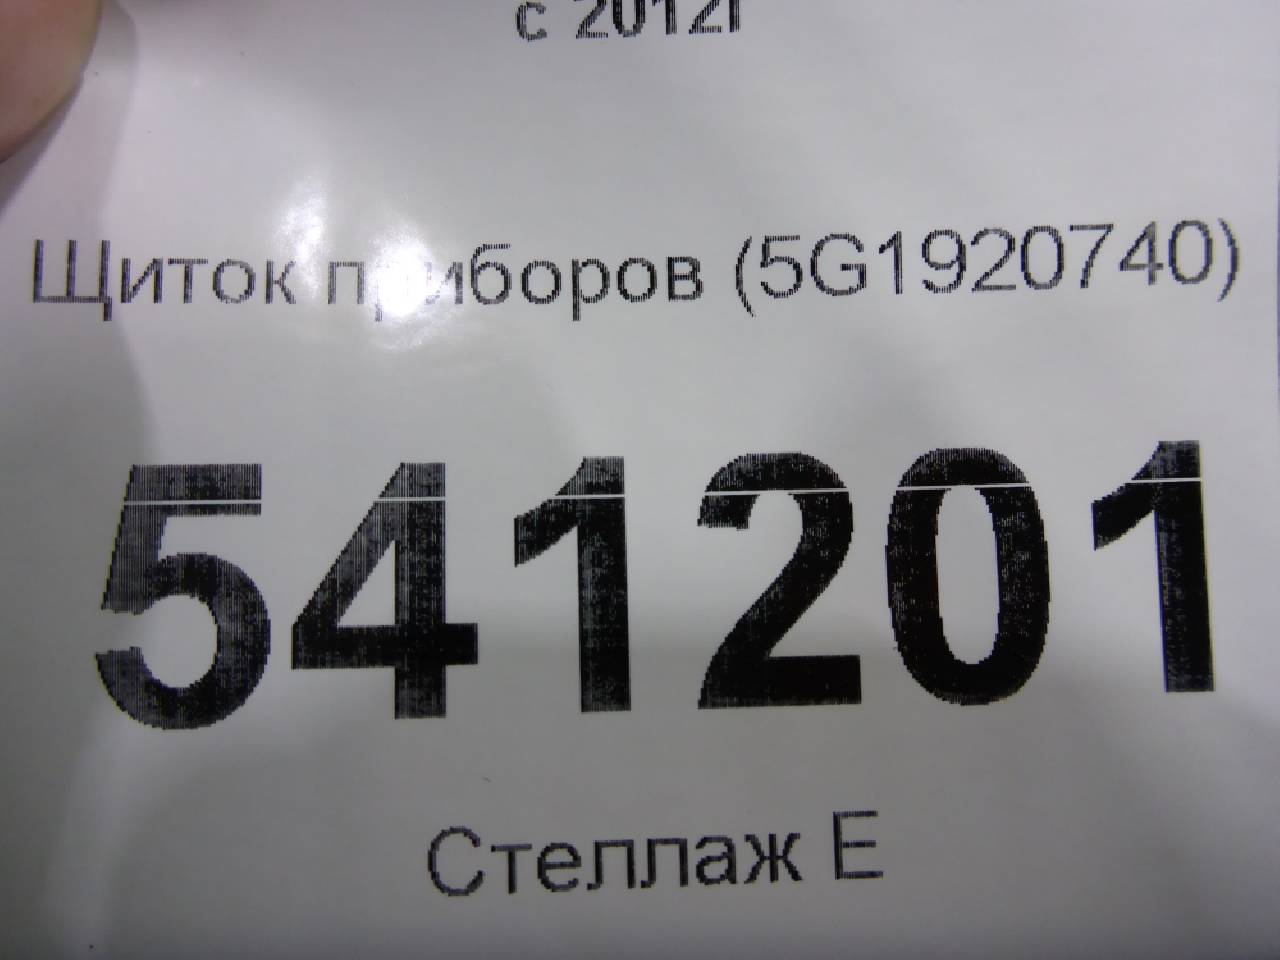 с 2012г
Щиток приборов (5G1920740)
541201
Стеллаж Е